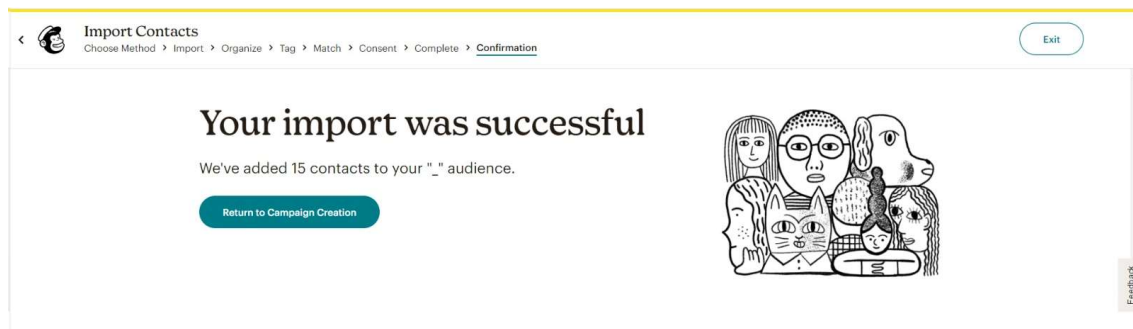 Import Contacts
Choose Method > Import > Organize > Tag > Match > Consent > Complete > Confirmation
Exit
Your import was successful
We've added 15 contacts to your "_" audience.
Return to Campaign Creation
Feedback